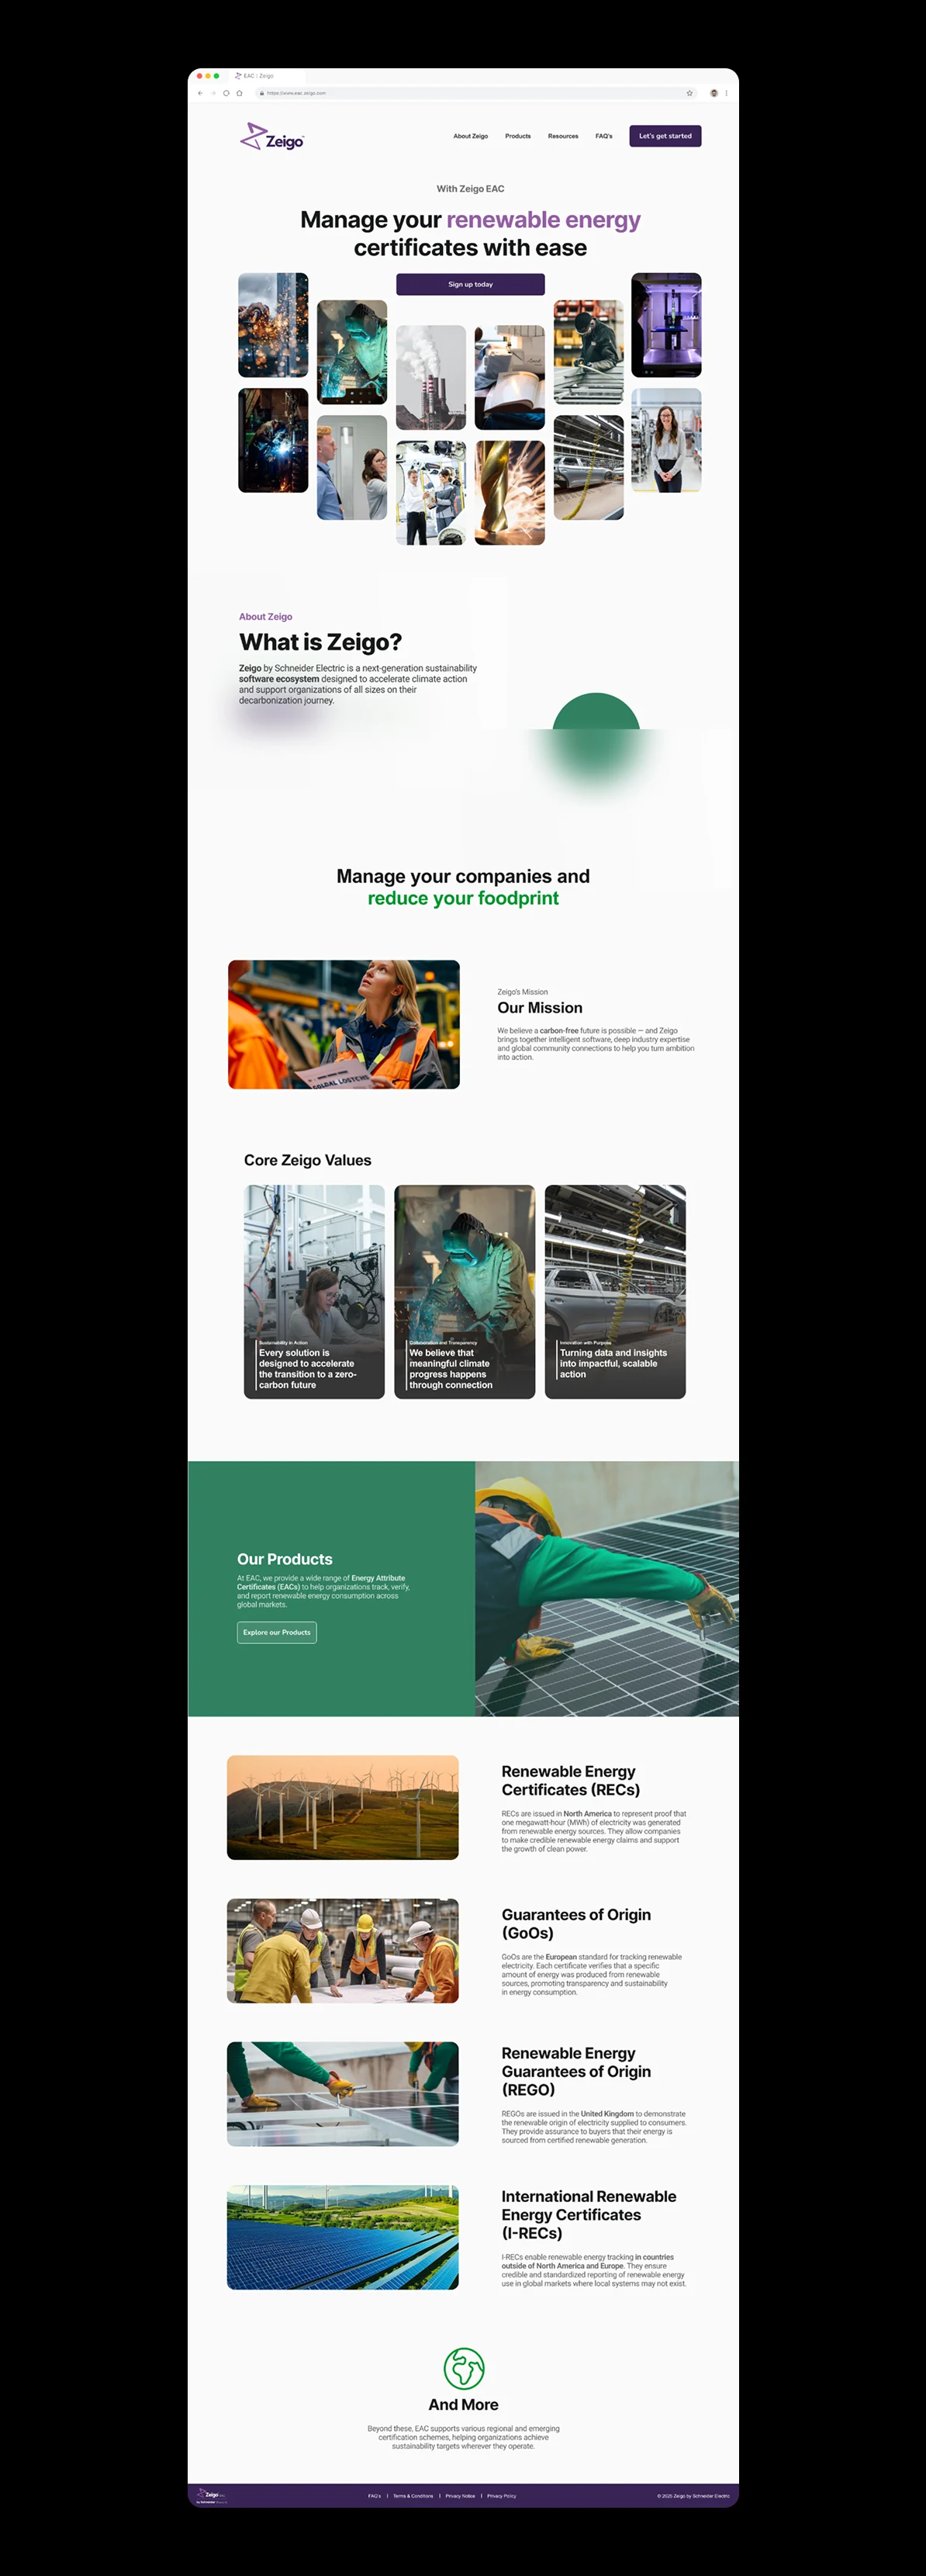 EAC | Zeigo
https://www.eac.zeigo.com
Zeigo™
About Zeigo
Products
Resources
FAQ's
Let's get started
With Zeigo EAC
Manage your renewable energy
certificates with ease
Sign up today
About Zeigo
What is Zeigo?
Zeigo by Schneider Electric is a next-generation sustainability
software ecosystem designed to accelerate climate action
and support organizations of all sizes on their
decarbonization journey.
Manage your companies and
reduce your foodprint
COLBAL LOSTCHS
Zeigo's Mission
Our Mission
We believe a carbon-free future is possible — and Zeigo
brings together intelligent software, deep industry expertise
and global community connections to help you turn ambition
into action.
Core Zeigo Values
Sustainability in Action
Every solution is
designed to accelerate
the transition to a zero-
carbon future
Collaboration and Transparency
We believe that
meaningful climate
progress happens
through connection
Innovation with Purpose
Turning data and insights
into impactful, scalable
action
Our Products
At EAC, we provide a wide range of Energy Attribute
Certificates (EACs) to help organizations track, verify,
and report renewable energy consumption across
global markets.
Explore our Products
Renewable Energy
Certificates (RECs)
RECs are issued in North America to represent proof that
one megawatt-hour (MWh) of electricity was generated
from renewable energy sources. They allow companies
to make credible renewable energy claims and support
the growth of clean power.
Guarantees of Origin
(GoOs)
GoOs are the European standard for tracking renewable
electricity. Each certificate verifies that a specific
amount of energy was produced from renewable
sources, promoting transparency and sustainability
in energy consumption.
Renewable Energy
Guarantees of Origin
(REGO)
REGOs are issued in the United Kingdom to demonstrate
the renewable origin of electricity supplied to consumers.
They provide assurance to buyers that their energy is
sourced from certified renewable generation.
International Renewable
Energy Certificates
(I-RECs)
I-RECs enable renewable energy tracking in countries
outside of North America and Europe. They ensure
credible and standardized reporting of renewable energy
use in global markets where local systems may not exist.
And More
Beyond these, EAC supports various regional and emerging
certification schemes, helping organizations achieve
sustainability targets wherever they operate.
Zeigo
FAQ's | Terms & Conditions | Privacy Notice | Privacy Policy
© 2025 Zeigo by Schneider Electric